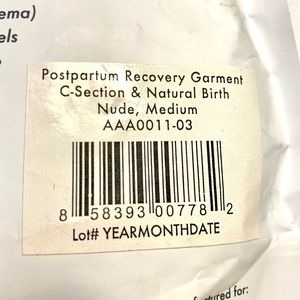 ema)
els
e
Postpartum Recovery Garment
C-Section & Natural Birth
Nude, Medium
AAA0011-03
8 58393 00778 2
Lot# YEARMONTHDATE
factured for: